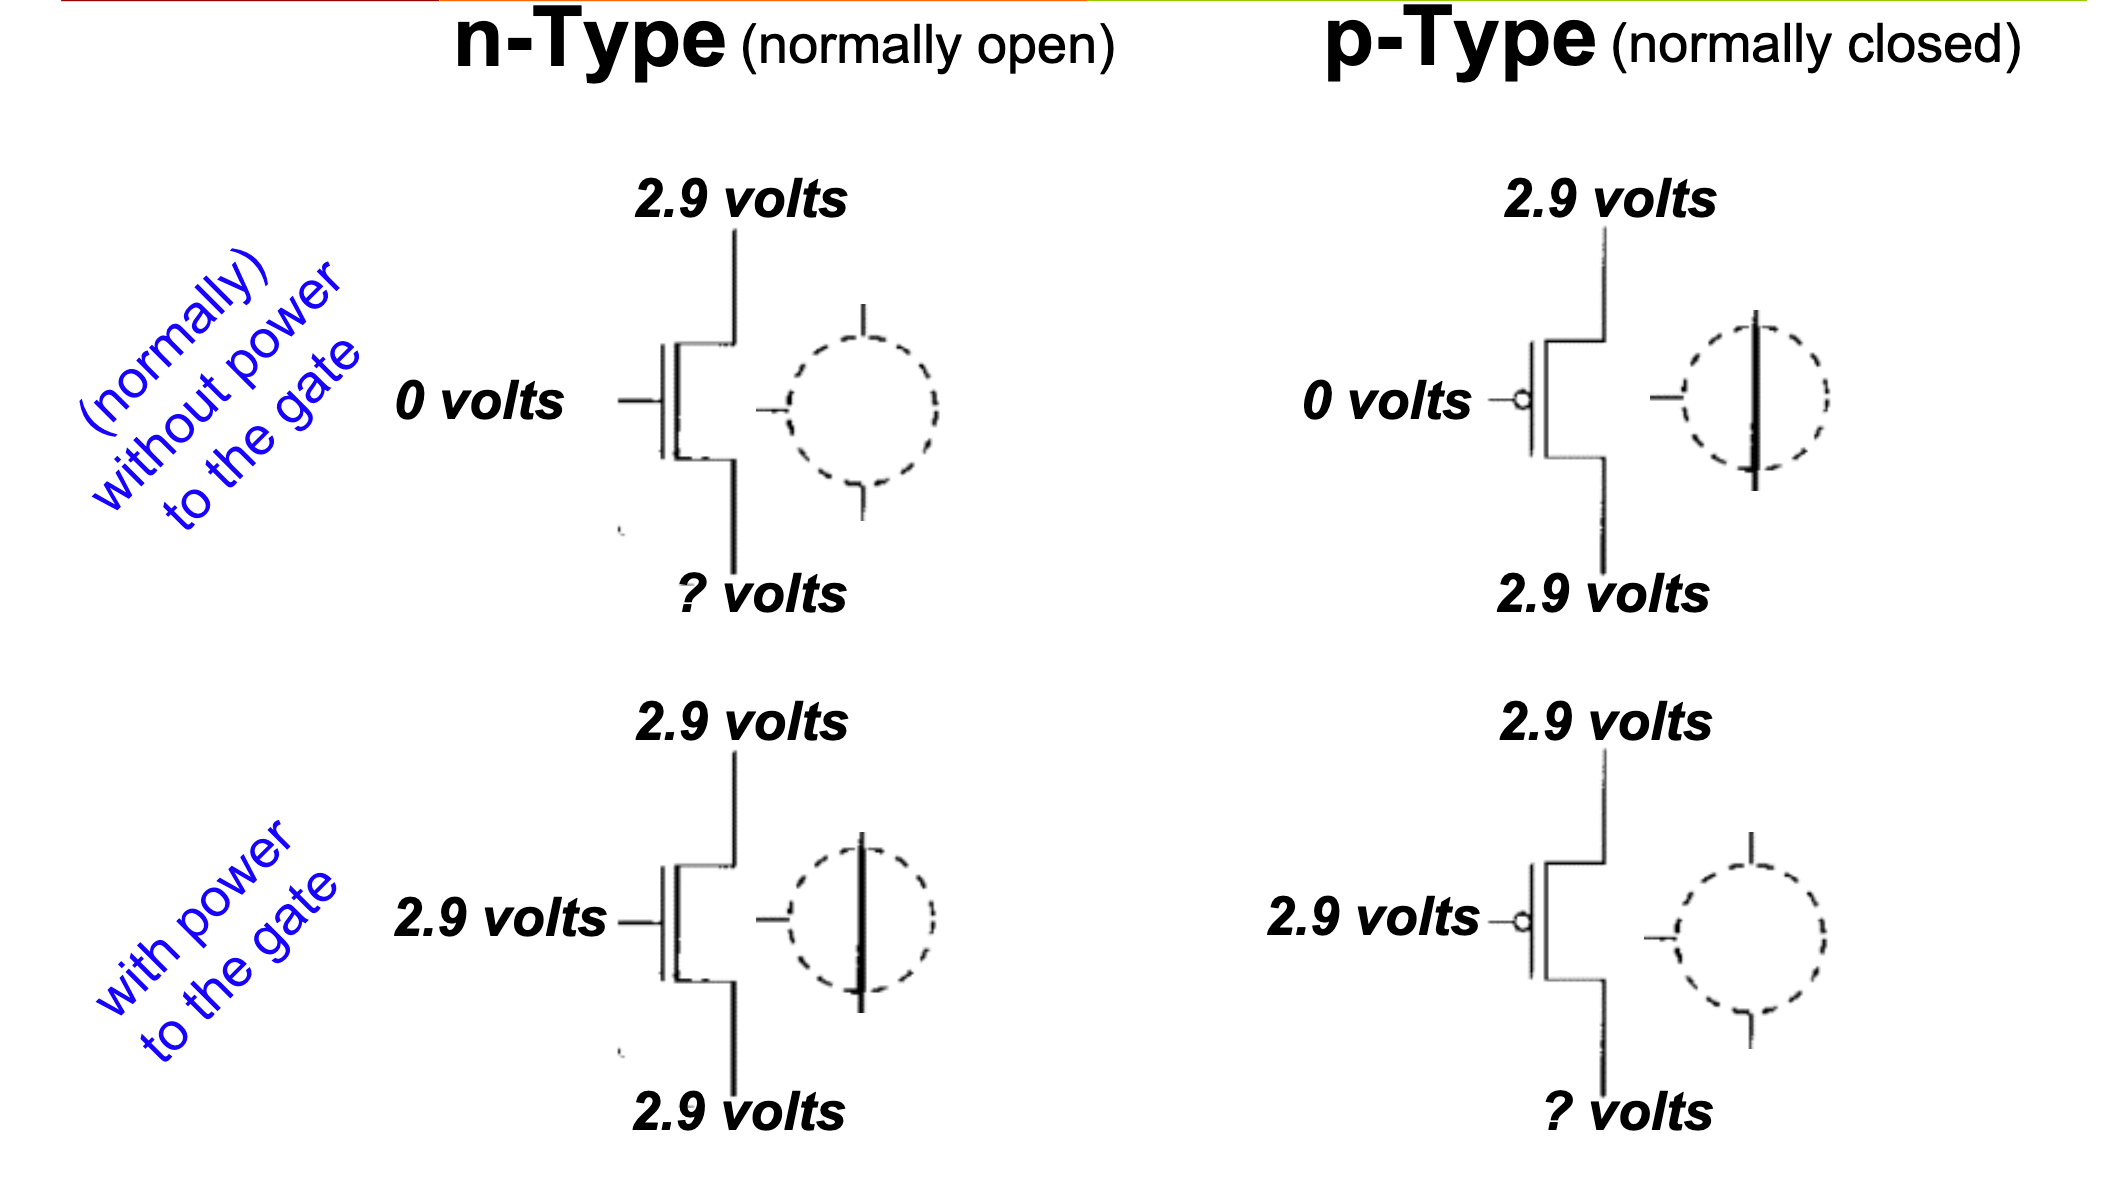 n-Type (normally open)
p-Type (normally closed)
(normally)
without power
to the gate
2.9 volts
0 volts
? volts
2.9 volts
0 volts
2.9 volts
with power
to the gate
2.9 volts
2.9 volts
2.9 volts
2.9 volts
2.9 volts
? volts